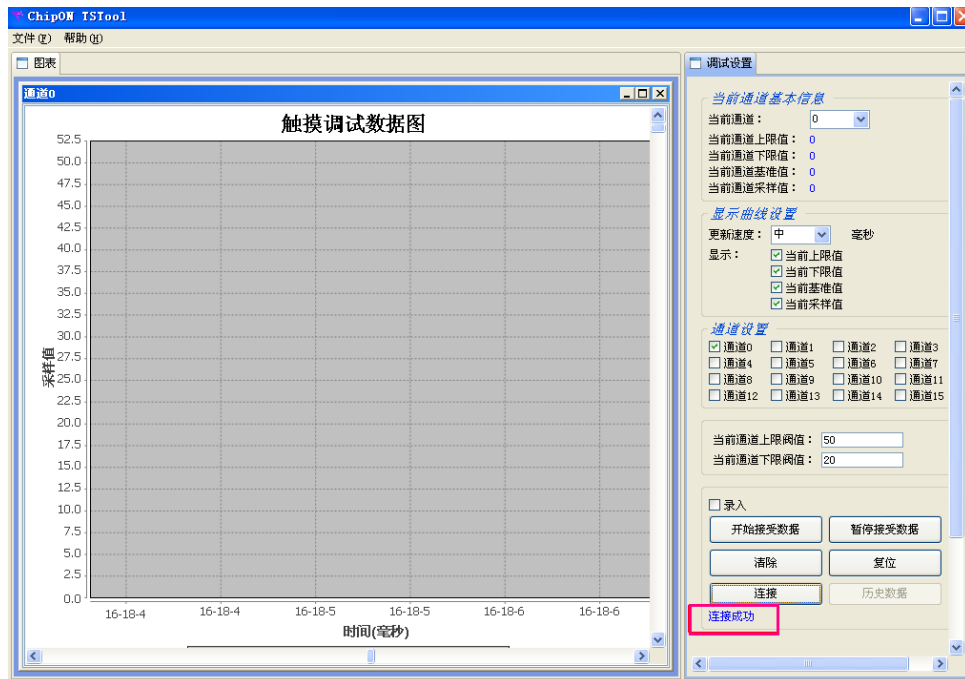 ChipON TSTool
文件(F) 帮助(H)
图表
通道0
触摸调试数据图
52.5
50.0
47.5
45.0
42.5
40.0
37.5
35.0
32.5
30.0
27.5
25.0
22.5
20.0
17.5
15.0
12.5
10.0
7.5
5.0
2.5
0.0
采样值
16-18-4 16-18-4 16-18-5 16-18-5 16-18-6 16-18-6
时间(毫秒)
调试设置
当前通道基本信息
当前通道： 0
当前通道上限值： 0
当前通道下限值： 0
当前通道基准值： 0
当前通道采样值： 0
显示曲线设置
更新速度： 中 毫秒
显示： 当前上限值
当前下限值
当前基准值
当前采样值
通道设置
通道0 通道1 通道2 通道3
通道4 通道5 通道6 通道7
通道8 通道9 通道10 通道11
通道12 通道13 通道14 通道15
当前通道上限阀值： 50
当前通道下限阀值： 20
录入
开始接受数据 暂停接受数据
清除 复位
连接 历史数据
连接成功